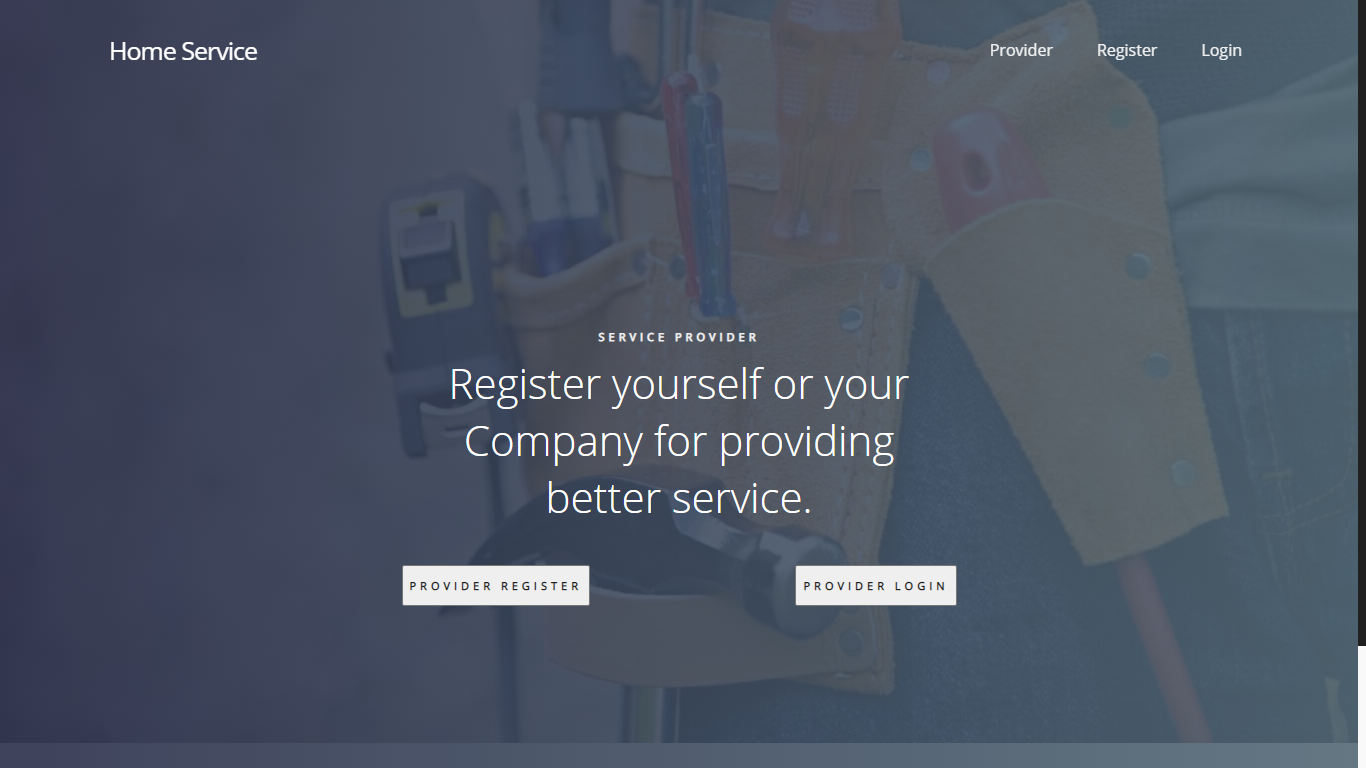 Home Service
Provider Register Login
SERVICE PROVIDER
Register yourself or your
Company for providing
better service.
PROVIDER REGISTER PROVIDER LOGIN